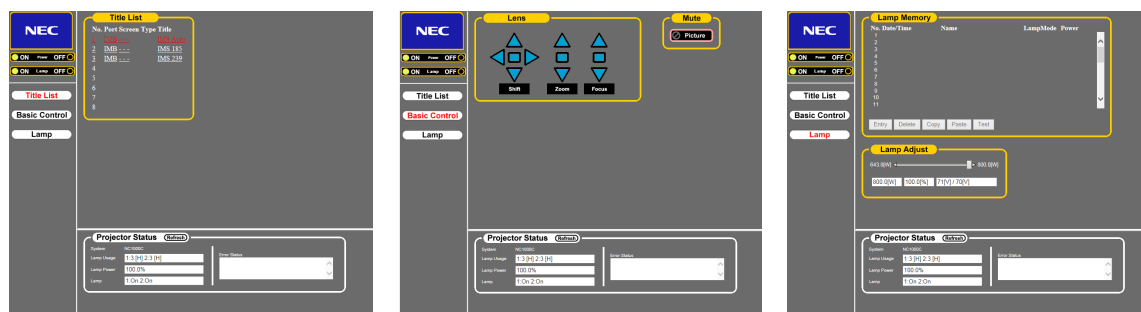 NEC
ON Power OFF
ON Lamp OFF
Title List
Basic Control
Lamp
Title List
No. Port Screen Type Title
1 IMB - - -
2 IMB - - - IMS 185
3 IMB - - - IMS 239
4
5
6
7
8
Projector Status Refresh
System NC1000C
Lamp Usage 1:3 [H] 2:3 [H]
Lamp Power 100.0%
Lamp 1:On 2:On
Error Status
NEC
ON Power OFF
ON Lamp OFF
Title List
Basic Control
Lamp
Lens
Shift Zoom Focus
Mute
Picture
Projector Status Refresh
System NC1000C
Lamp Usage 1:3 [H] 2:3 [H]
Lamp Power 100.0%
Lamp 1:On 2:On
Error Status
NEC
ON Power OFF
ON Lamp OFF
Title List
Basic Control
Lamp
Lamp Memory
No. Date/Time Name LampMode Power
1
2
3
4
5
6
7
8
9
10
11
Entry Delete Copy Paste Test
Lamp Adjust
643.8[W] 800.0[W]
800.0[W] 100.0[%] 71[V] / 70[V]
Projector Status Refresh
System NC1000C
Lamp Usage 1:3 [H] 2:3 [H]
Lamp Power 100.0%
Lamp 1:On 2:On
Error Status